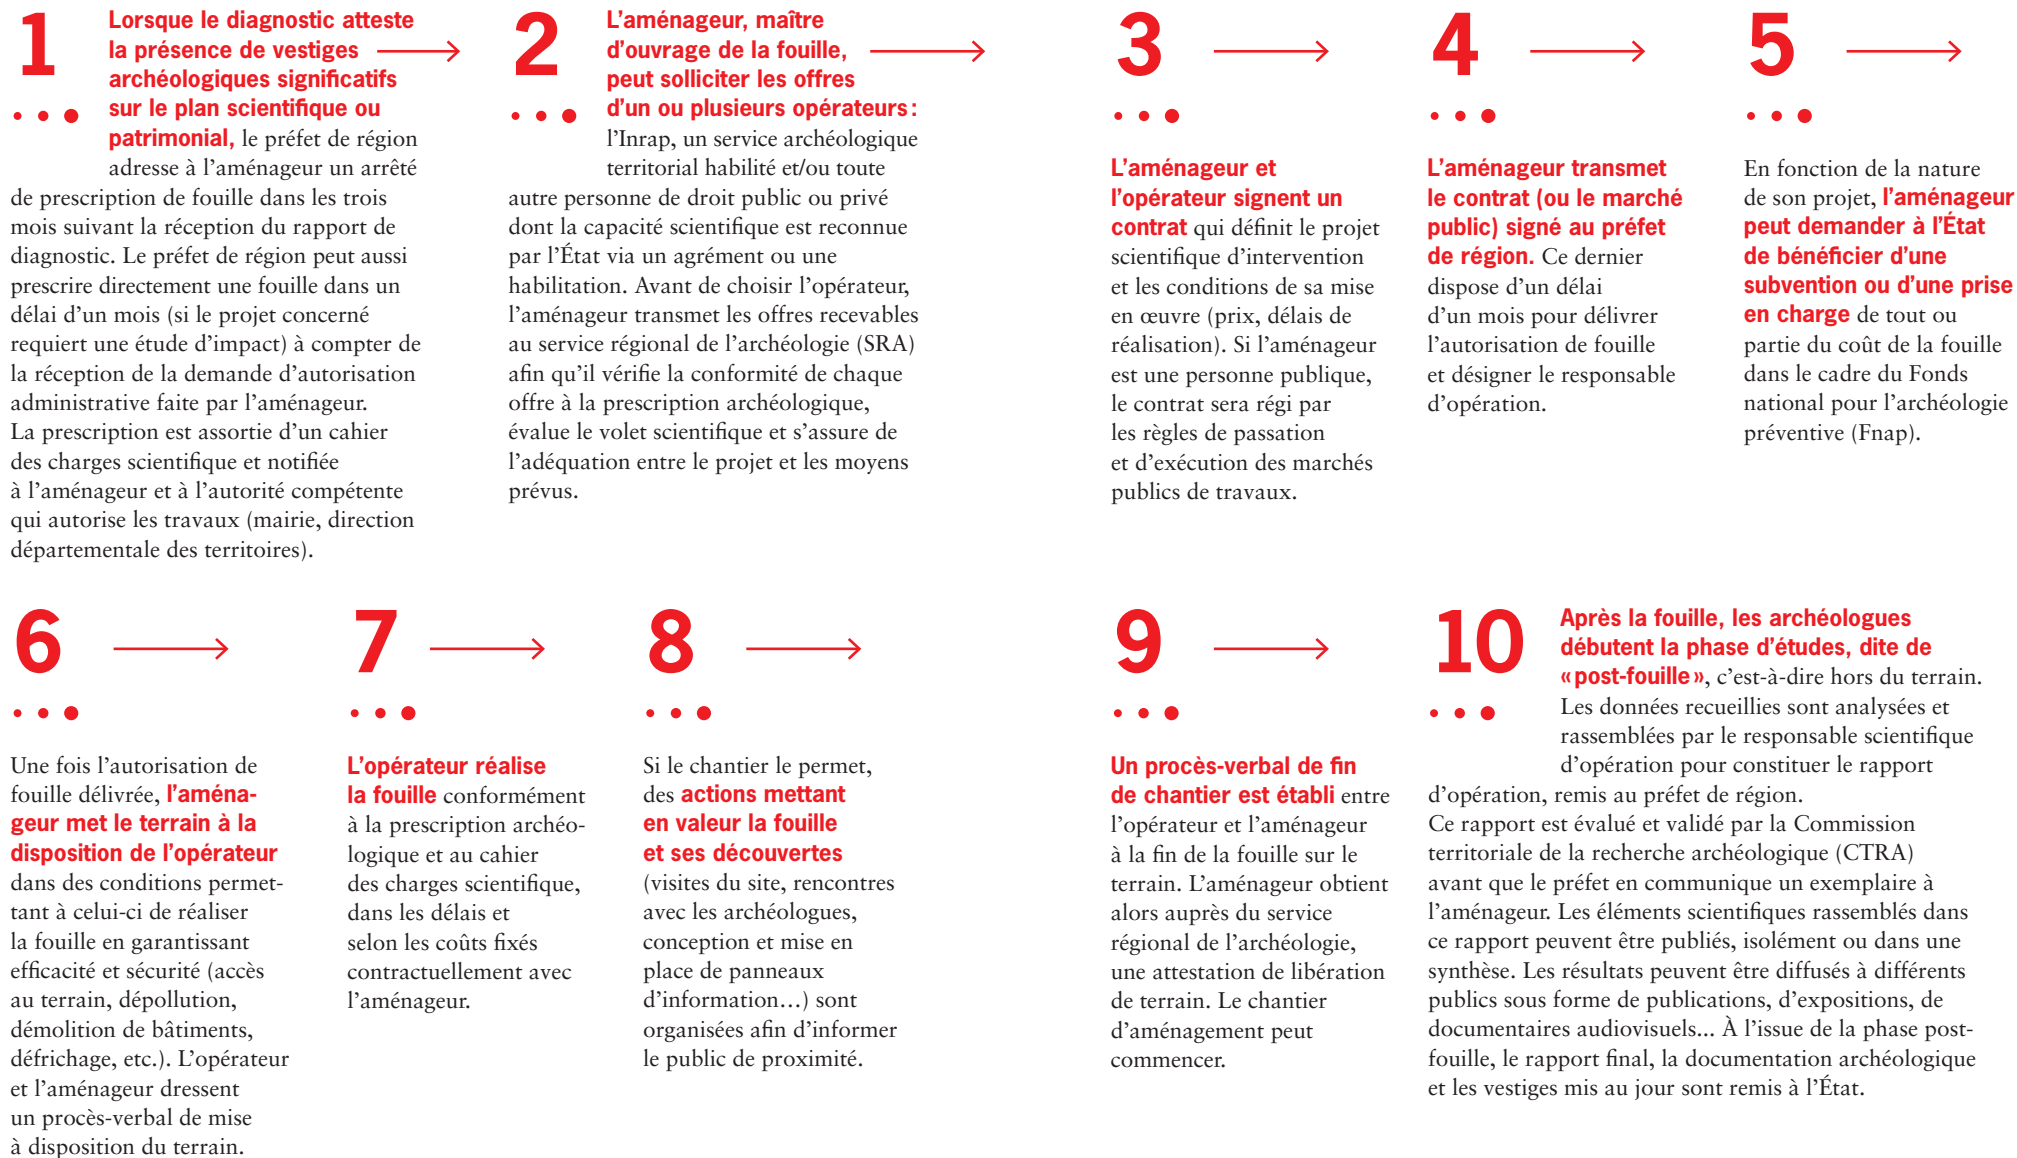 1
Lorsque le diagnostic atteste
la présence de vestiges
archéologiques significatifs
sur le plan scientifique ou
patrimonial, le préfet de région
adresse à l’aménageur un arrêté
de prescription de fouille dans les trois
mois suivant la réception du rapport de
diagnostic. Le préfet de région peut aussi
prescrire directement une fouille dans un
délai d’un mois (si le projet concerné
requiert une étude d’impact) à compter de
la réception de la demande d’autorisation
administrative faite par l’aménageur.
La prescription est assortie d’un cahier
des charges scientifique et notifiée
à l’aménageur et à l’autorité compétente
qui autorise les travaux (mairie, direction
départementale des territoires).
2
L’aménageur, maître
d’ouvrage de la fouille,
peut solliciter les offres
d’un ou plusieurs opérateurs :
l’Inrap, un service archéologique
territorial habilité et/ou toute
autre personne de droit public ou privé
dont la capacité scientifique est reconnue
par l’État via un agrément ou une
habilitation. Avant de choisir l’opérateur,
l’aménageur transmet les offres recevables
au service régional de l’archéologie (SRA)
afin qu’il vérifie la conformité de chaque
offre à la prescription archéologique,
évalue le volet scientifique et s’assure de
l’adéquation entre le projet et les moyens
prévus.
3
L’aménageur et
l’opérateur signent un
contrat qui définit le projet
scientifique d’intervention
et les conditions de sa mise
en œuvre (prix, délais de
réalisation). Si l’aménageur
est une personne publique,
le contrat sera régi par
les règles de passation
et d’exécution des marchés
publics de travaux.
4
L’aménageur transmet
le contrat (ou le marché
public) signé au préfet
de région. Ce dernier
dispose d’un délai
d’un mois pour délivrer
l’autorisation de fouille
et désigner le responsable
d’opération.
5
En fonction de la nature
de son projet, l’aménageur
peut demander à l’État
de bénéficier d’une
subvention ou d’une prise
en charge de tout ou
partie du coût de la fouille
dans le cadre du Fonds
national pour l’archéologie
préventive (Fnap).
6
Une fois l’autorisation de
fouille délivrée, l’aména-
geur met le terrain à la
disposition de l’opérateur
dans des conditions permet-
tant à celui-ci de réaliser
la fouille en garantissant
efficacité et sécurité (accès
au terrain, dépollution,
démolition de bâtiments,
défrichage, etc.). L’opérateur
et l’aménageur dressent
un procès-verbal de mise
à disposition du terrain.
7
L’opérateur réalise
la fouille conformément
à la prescription archéo-
logique et au cahier
des charges scientifique,
dans les délais et
selon les coûts fixés
contractuellement avec
l’aménageur.
8
Si le chantier le permet,
des actions mettant
en valeur la fouille
et ses découvertes
(visites du site, rencontres
avec les archéologues,
conception et mise en
place de panneaux
d’information…) sont
organisées afin d’informer
le public de proximité.
9
Un procès-verbal de fin
de chantier est établi entre
l’opérateur et l’aménageur
à la fin de la fouille sur le
terrain. L’aménageur obtient
alors auprès du service
régional de l’archéologie,
une attestation de libération
de terrain. Le chantier
d’aménagement peut
commencer.
10
Après la fouille, les archéologues
débutent la phase d’études, dite de
«post-fouille», c’est-à-dire hors du terrain.
Les données recueillies sont analysées et
rassemblées par le responsable scientifique
d’opération pour constituer le rapport
d’opération, remis au préfet de région.
Ce rapport est évalué et validé par la Commission
territoriale de la recherche archéologique (CTRA)
avant que le préfet en communique un exemplaire à
l’aménageur. Les éléments scientifiques rassemblés dans
ce rapport peuvent être publiés, isolément ou dans une
synthèse. Les résultats peuvent être diffusés à différents
publics sous forme de publications, d’expositions, de
documentaires audiovisuels... À l’issue de la phase post-
fouille, le rapport final, la documentation archéologique
et les vestiges mis au jour sont remis à l’État.